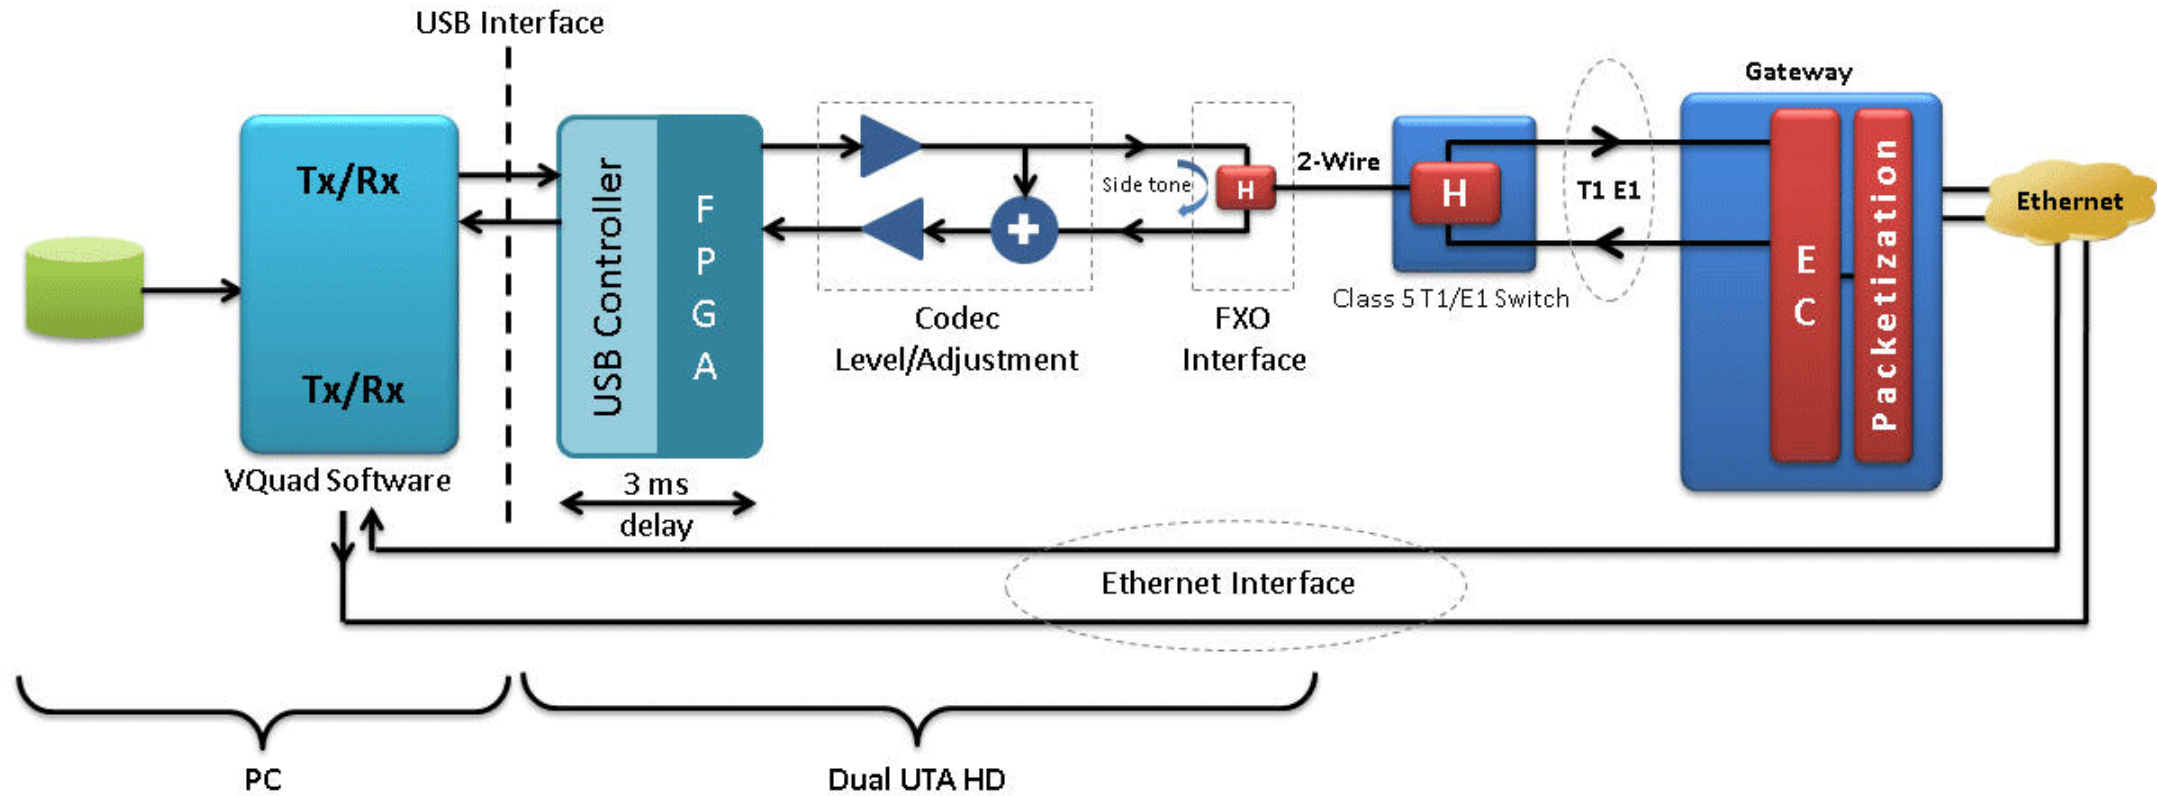 USB Interface
Gateway
Tx/Rx
Tx/Rx
VQuad Software
USB Controller
F
P
G
A
3 ms
delay
Codec
Level/Adjustment
Side tone
H
FXO
Interface
2-Wire
H
Class 5 T1/E1 Switch
T1 E1
E
C
Packetization
Ethernet
Ethernet Interface
PC
Dual UTA HD